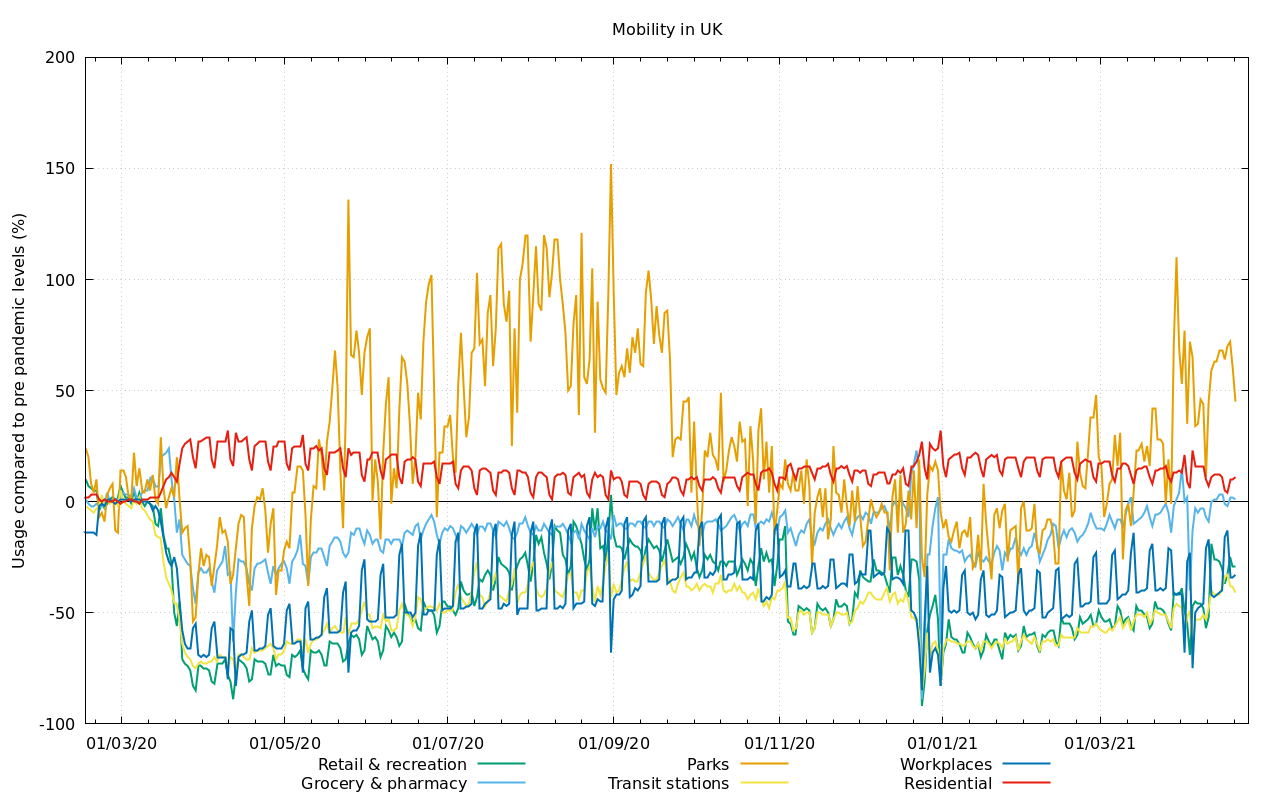 Mobility in UK
Usage compared to pre pandemic levels (%)
200
150
100
50
0
-50
-100
01/03/20 01/05/20 01/07/20 01/09/20 01/11/20 01/01/21 01/03/21
Retail & recreation Parks Workplaces
Grocery & pharmacy Transit stations Residential